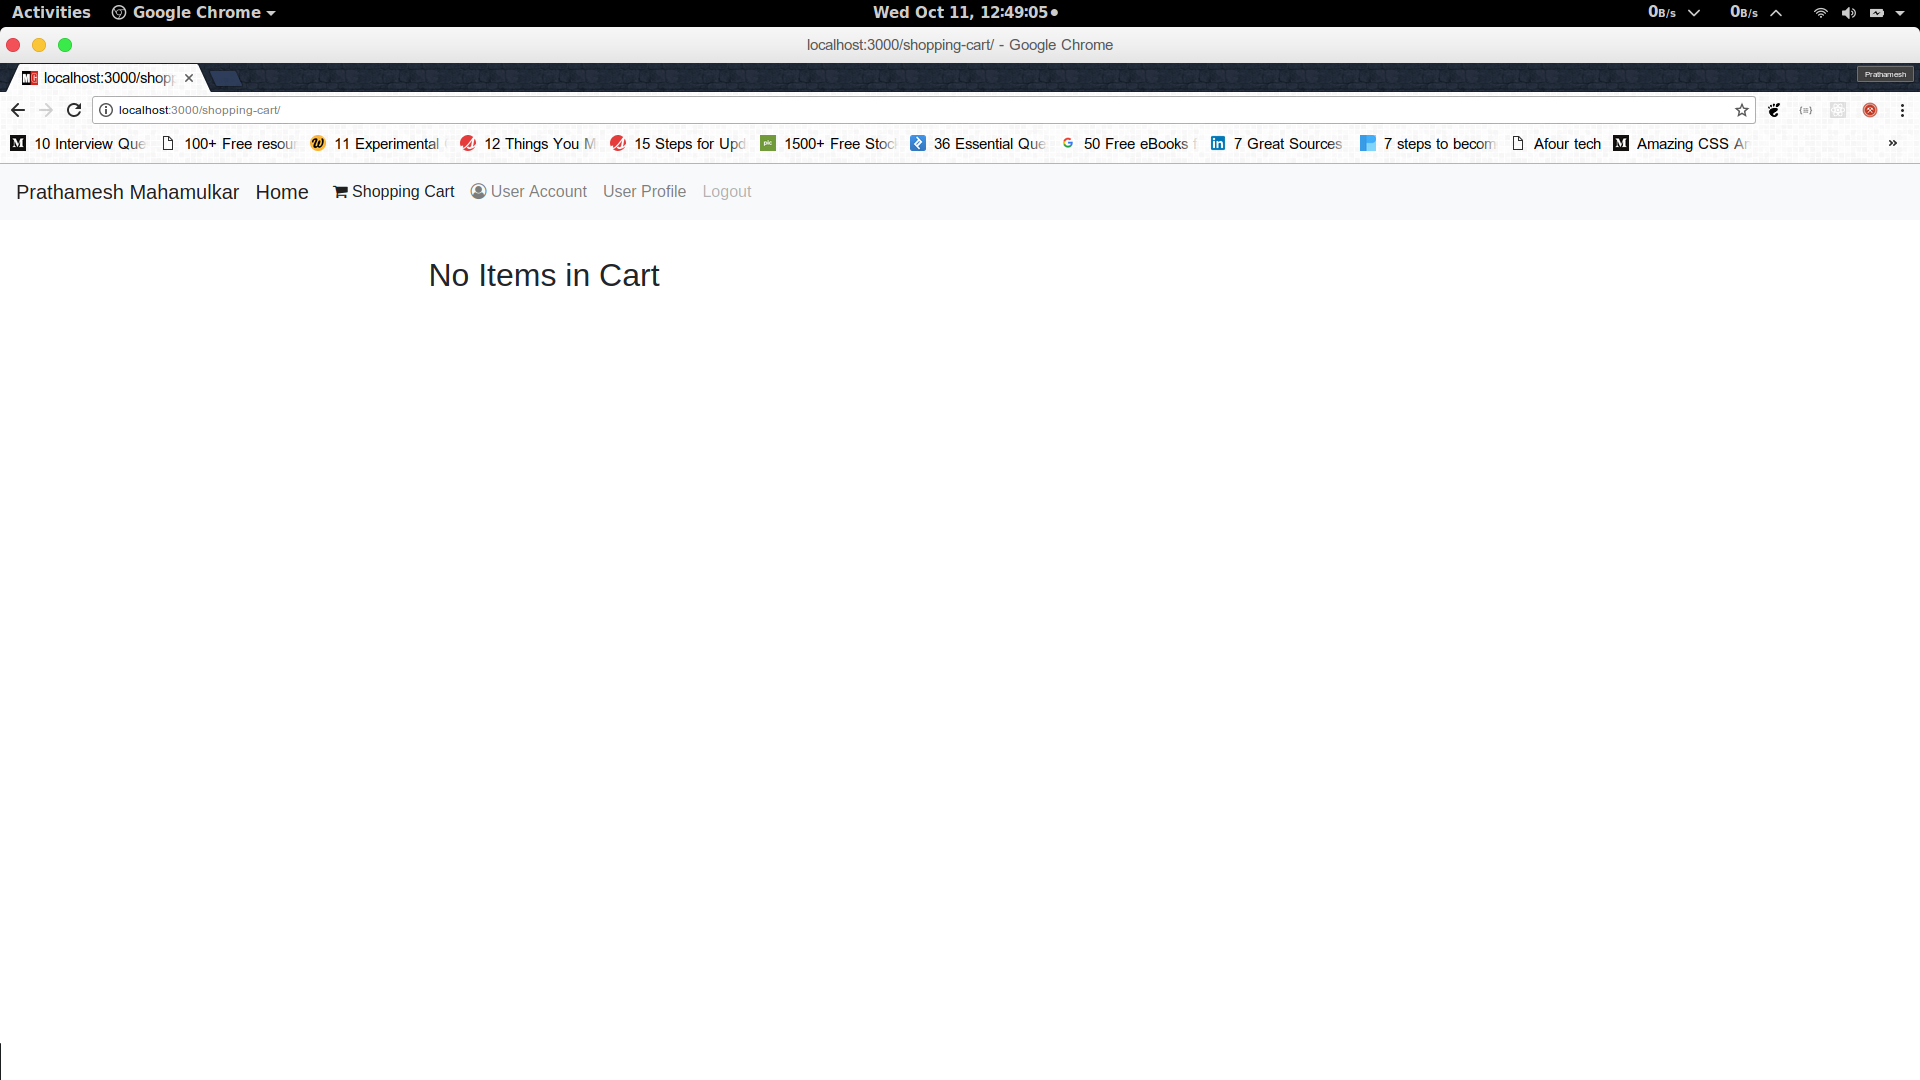 Activities Google Chrome Wed Oct 11, 12:49:05 0B/s 0B/s
localhost:3000/shopping-cart/ - Google Chrome
localhost:3000/shopp Prathamesh
localhost:3000/shopping-cart/
10 Interview Que 100+ Free resour 11 Experimental 12 Things You M 15 Steps for Upd 1500+ Free Stoc 36 Essential Que 50 Free eBooks f 7 Great Sources 7 steps to becom Afour tech Amazing CSS An »
Prathamesh Mahamulkar Home Shopping Cart User Account User Profile Logout
No Items in Cart